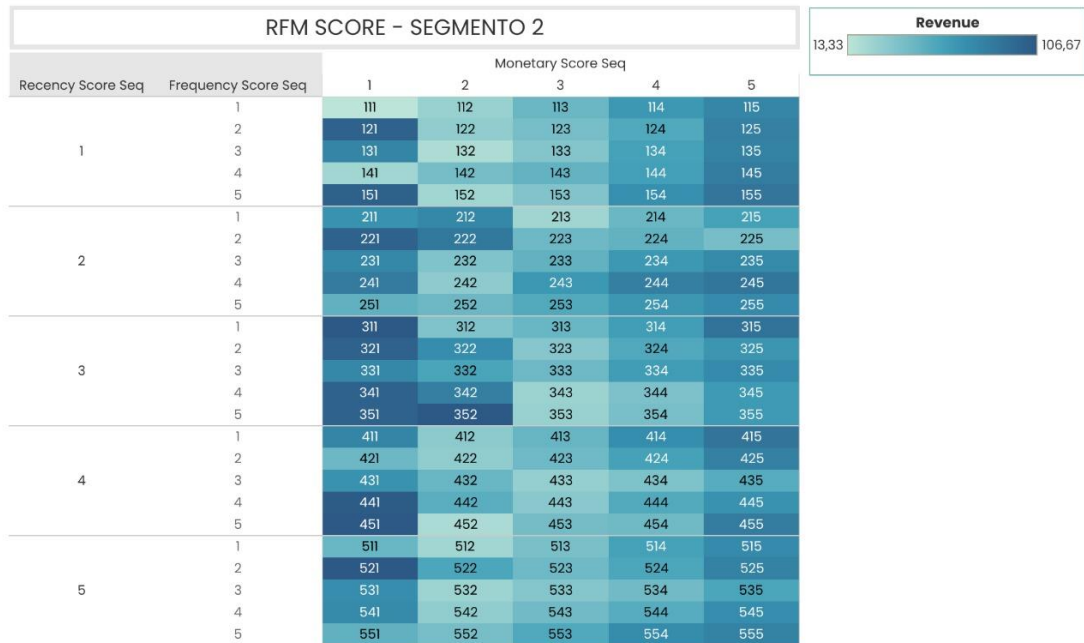 RFM SCORE - SEGMENTO 2
Revenue
13,33 106,67
Monetary Score Seq
Recency Score Seq Frequency Score Seq 1 2 3 4 5
1 111 112 113 114 115
2 121 122 123 124 125
1 3 131 132 133 134 135
4 141 142 143 144 145
5 151 152 153 154 155
1 211 212 213 214 215
2 221 222 223 224 225
2 3 231 232 233 234 235
4 241 242 243 244 245
5 251 252 253 254 255
1 311 312 313 314 315
2 321 322 323 324 325
3 3 331 332 333 334 335
4 341 342 343 344 345
5 351 352 353 354 355
1 411 412 413 414 415
2 421 422 423 424 425
4 3 431 432 433 434 435
4 441 442 443 444 445
5 451 452 453 454 455
1 511 512 513 514 515
2 521 522 523 524 525
5 3 531 532 533 534 535
4 541 542 543 544 545
5 551 552 553 554 555